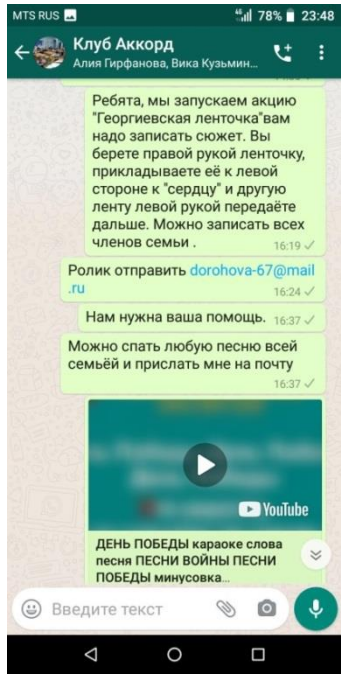 MTS RUS 78% 23:48
Клуб Аккорд
Алия Гирфанова, Вика Кузьмин...
Ребята, мы запускаем акцию
"Георгиевская ленточка"вам
надо записать сюжет. Вы
берете правой рукой ленточку,
прикладываете её к левой
стороне к "сердцу" и другую
ленту левой рукой передаёте
дальше. Можно записать всех
членов семьи .
16:19
Ролик отправить dorohova-67@mail
.ru
16:24
Нам нужна ваша помощь. 16:37
Можно спать любую песню всей
семьёй и прислать мне на почту
16:37
YouTube
ДЕНЬ ПОБЕДЫ караоке слова
песня ПЕСНИ ВОЙНЫ ПЕСНИ
ПОБЕДЫ минусовка...
Введите текст